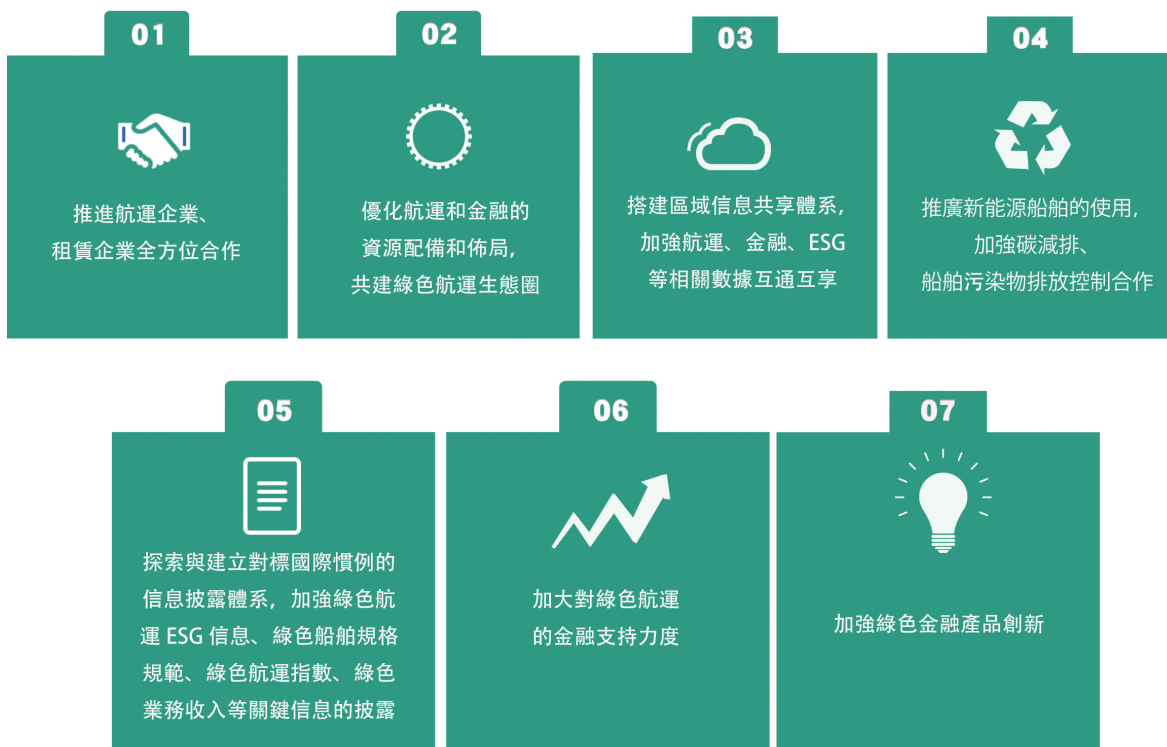 01
推進航運企業、
租賃企業全方位合作
02
優化航運和金融的
資源配備和佈局，
共建綠色航運生態圈
03
搭建區域信息共享體系，
加強航運、金融、ESG
等相關數據互通互享
04
推廣新能源船舶的使用，
加強碳減排、
船舶污染物排放控制合作
05
探索與建立對標國際慣例的
信息披露體系，加強綠色航
運 ESG 信息、綠色船舶規格
規範、綠色航運指數、綠色
業務收入等關鍵信息的披露
06
加大對綠色航運
的金融支持力度
07
加強綠色金融產品創新